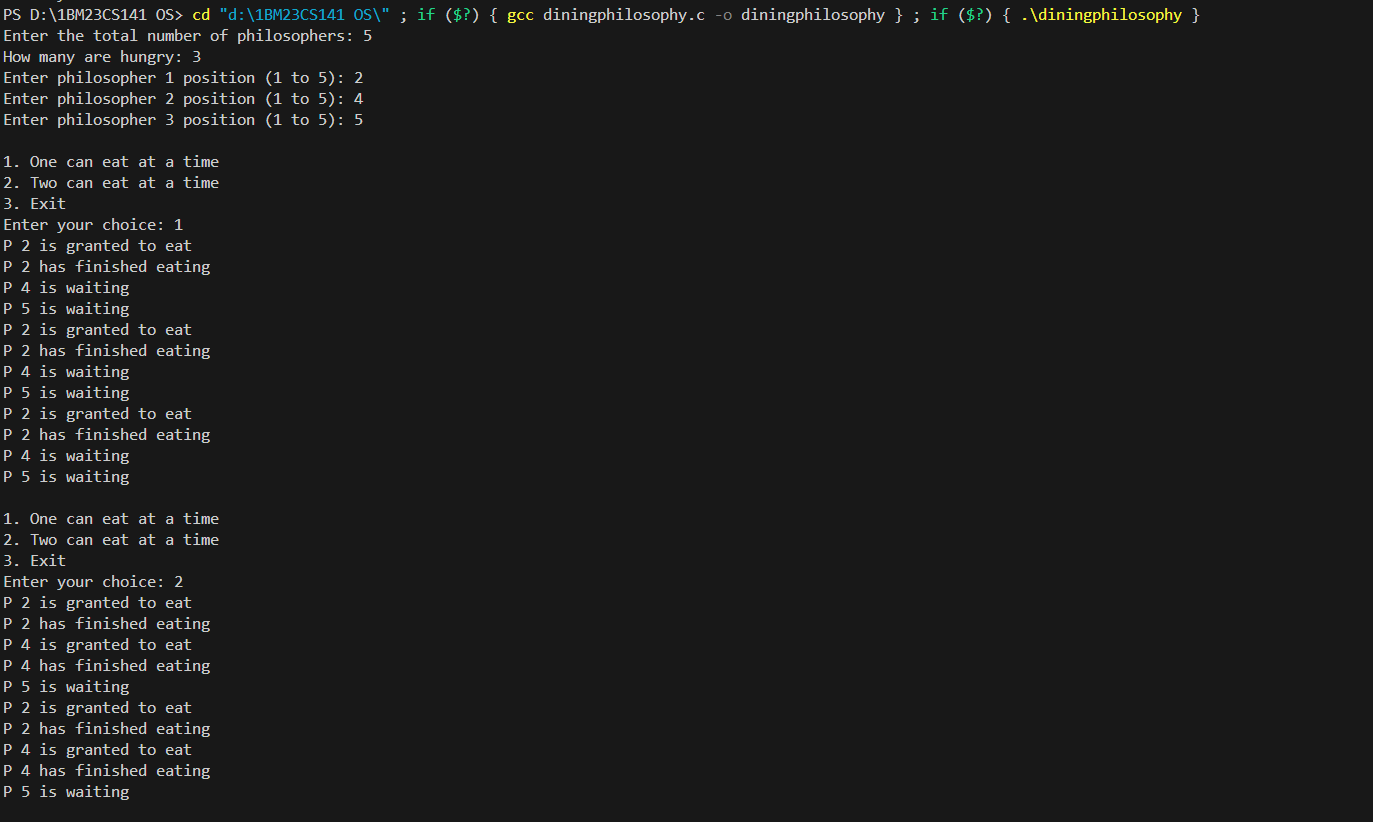 PS D:\1BM23CS141 OS> cd "d:\1BM23CS141 OS\" ; if ($?) { gcc diningphilosophy.c -o diningphilosophy } ; if ($?) { .\diningphilosophy }
Enter the total number of philosophers: 5
How many are hungry: 3
Enter philosopher 1 position (1 to 5): 2
Enter philosopher 2 position (1 to 5): 4
Enter philosopher 3 position (1 to 5): 5

1. One can eat at a time
2. Two can eat at a time
3. Exit
Enter your choice: 1
P 2 is granted to eat
P 2 has finished eating
P 4 is waiting
P 5 is waiting
P 2 is granted to eat
P 2 has finished eating
P 4 is waiting
P 5 is waiting
P 2 is granted to eat
P 2 has finished eating
P 4 is waiting
P 5 is waiting

1. One can eat at a time
2. Two can eat at a time
3. Exit
Enter your choice: 2
P 2 is granted to eat
P 2 has finished eating
P 4 is granted to eat
P 4 has finished eating
P 5 is waiting
P 2 is granted to eat
P 2 has finished eating
P 4 is granted to eat
P 4 has finished eating
P 5 is waiting